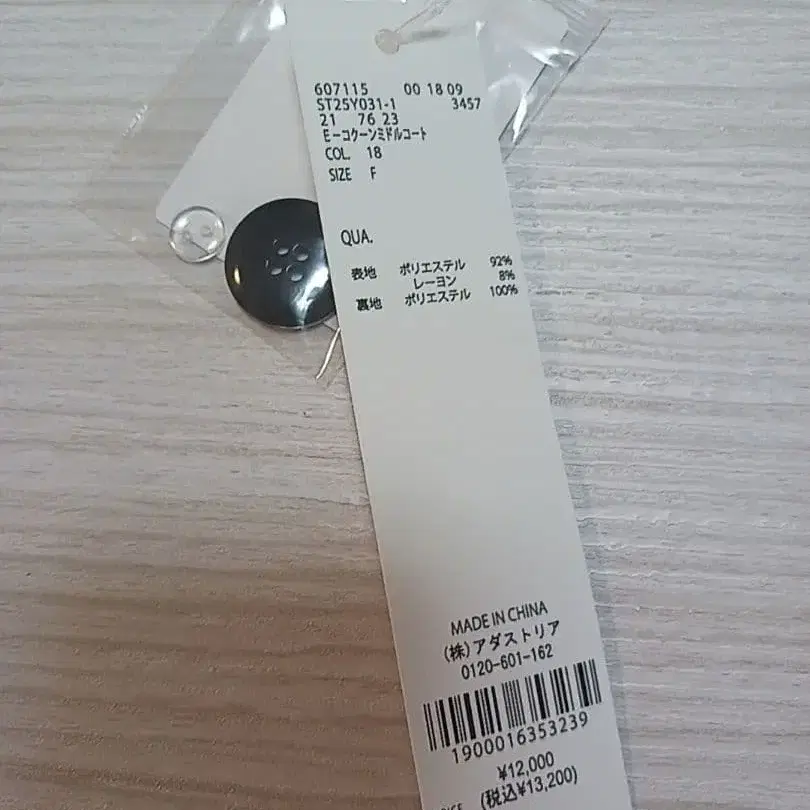 607115 00 18 09
ST25Y031-1 3457
21 76 23
E-コクーンミドルコート
COL. 18
SIZE F
QUA.
表地 ポリエステル 92%
レーヨン 8%
裏地 ポリエステル 100%
MADE IN CHINA
(株)アダストリア
0120-601-162
1900016353239
¥12,000
(税込¥13,200)